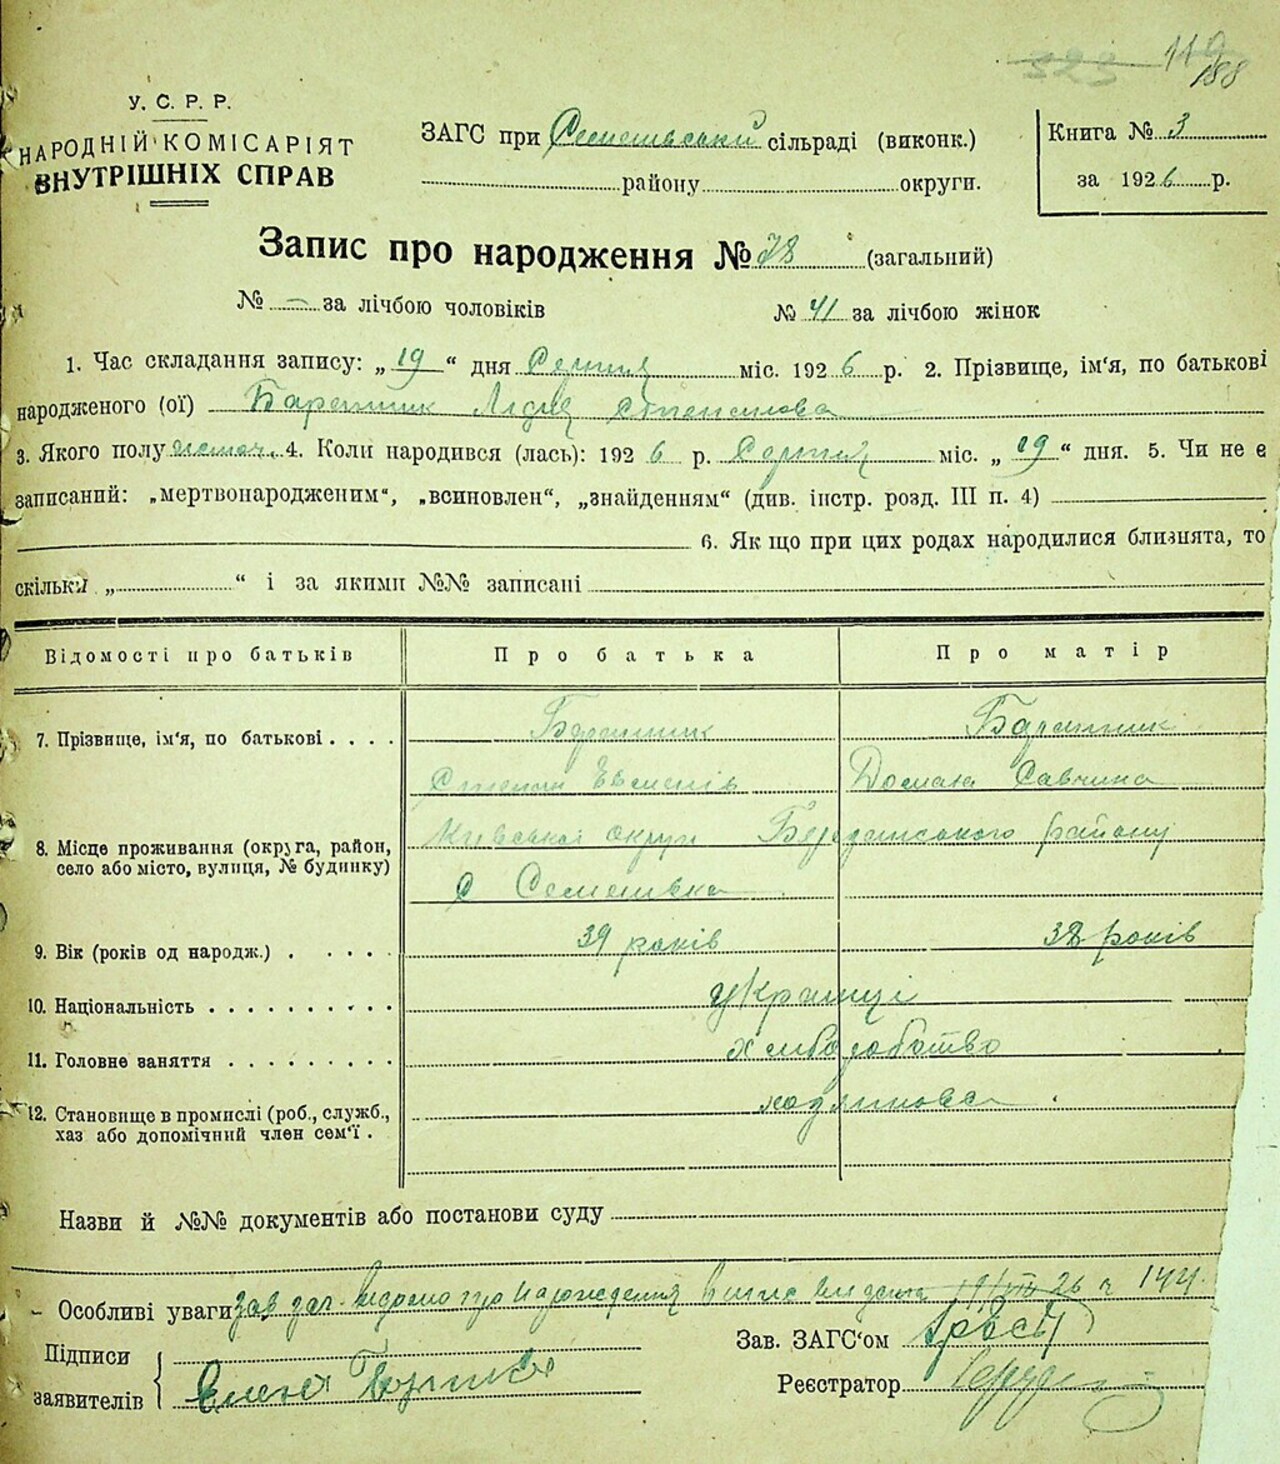 119
188
У. С. Р. Р.
НАРОДНІЙ КОМІСАРІЯТ
ВНУТРІШНІХ СПРАВ
ЗАГС при Семенівській сільраді (виконк.)
району округи.
Книга № 3
за 1926 р.
Запис про народження № 78 (загальний)
№ — за лічбою чоловіків № 41 за лічбою жінок
1. Час складання запису: „19“ дня Серпня міс. 1926 р. 2. Прізвище, ім'я, по батькові
народженого (ої) Степанова
3. Якого полу жіноч. 4. Коли народився (лась): 1926 р. Серпня міс. „19“ дня. 5. Чи не є
записаний: „мертвонародженим“, „всиновлен“, „знайденням“ (див. інстр. розд. III п. 4)
6. Як що при цих родах народилися близнята, то
скільки „ “ і за якими №№ записані
Відомості про батьків Про батька Про матір
7. Прізвище, ім'я, по батькові
Степан Евменів Домаха Савчина
8. Місце проживання (округа, район,
село або місто, вулиця, № будинку)
Київської округи району
с Семенівка
9. Вік (років од народж.) 39 років 38 років
10. Національність українці
11. Головне заняття хліборобство
12. Становище в промислі (роб., служб.,
хаз або допомічний член сем'ї.
Назви й №№ документів або постанови суду
Особливі уваги про народження випис видана 26 144
Підписи
заявителів Елена
Зав. ЗАГС'ом
Реєстратор